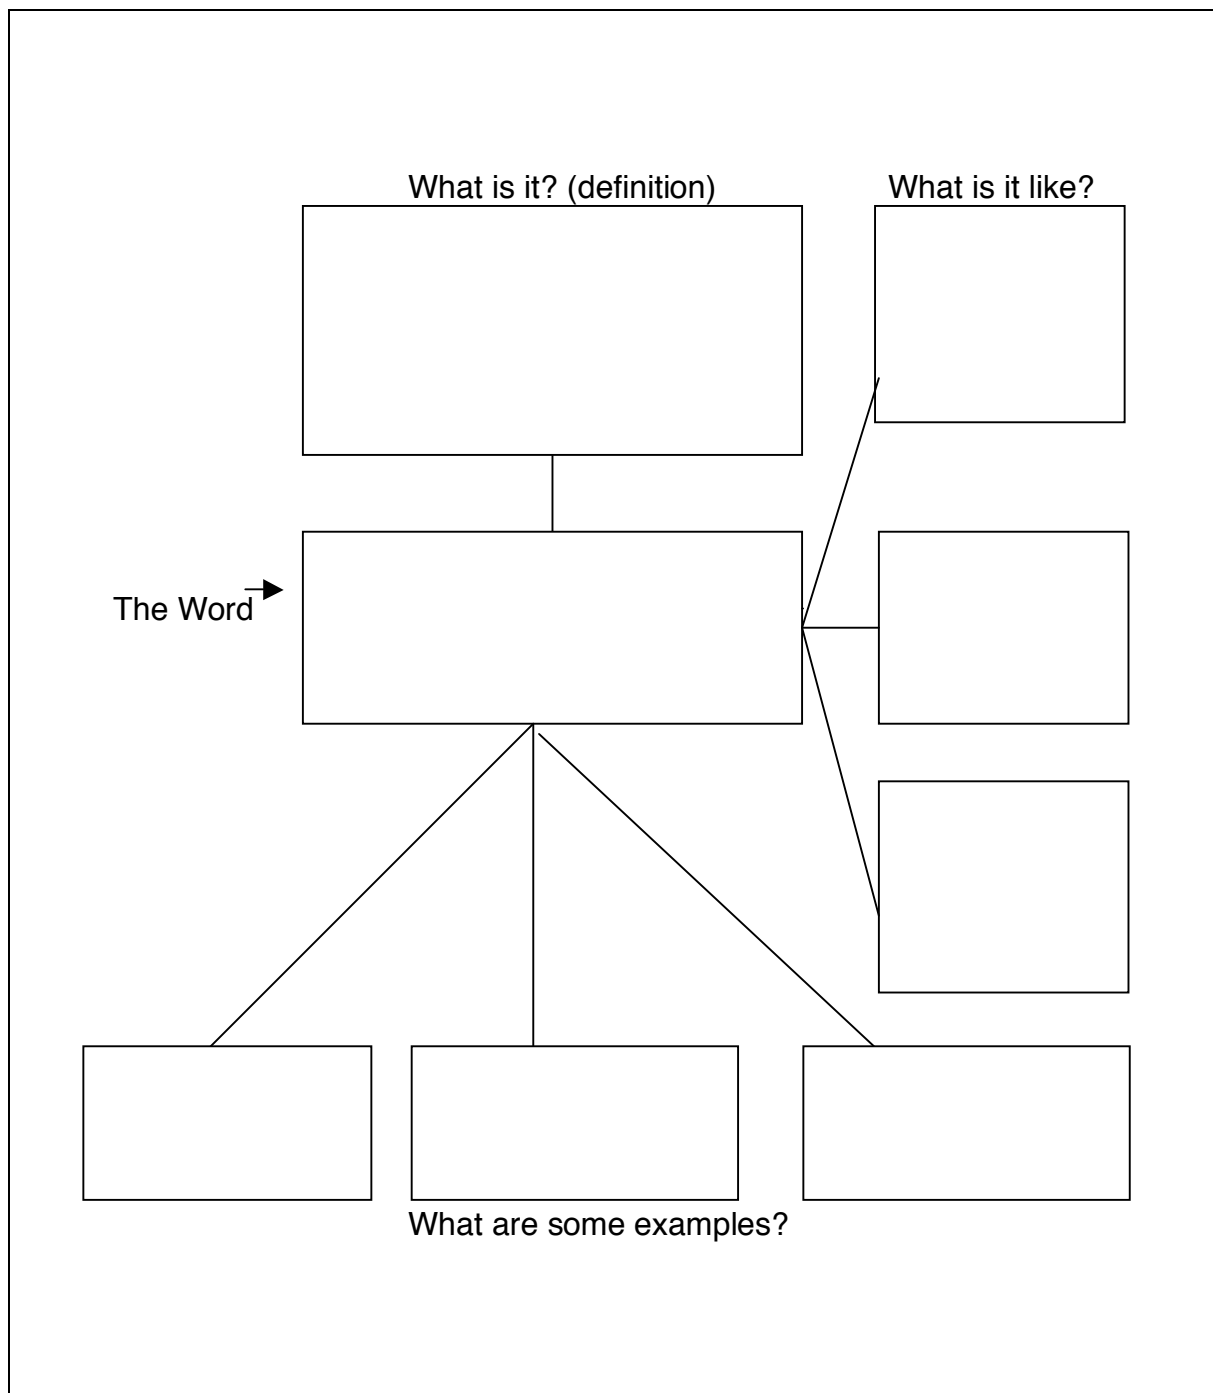 What is it? (definition)
What is it like?
The Word
What are some examples?